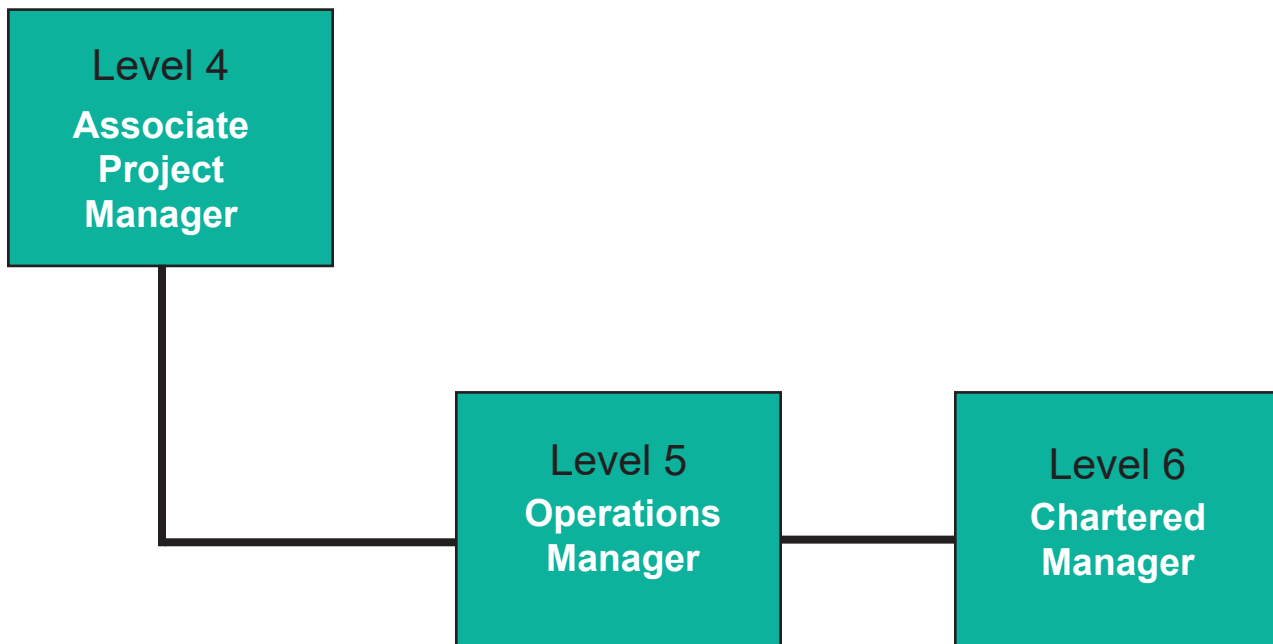 Level 4
Associate
Project
Manager
Level 5
Operations
Manager
Level 6
Chartered
Manager